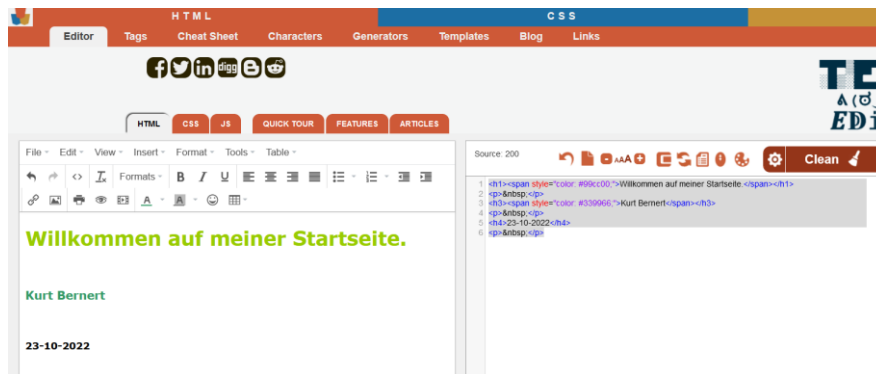 HTML CSS
Editor Tags Cheat Sheet Characters Generators Templates Blog Links
digg
HTML CSS JS QUICK TOUR FEATURES ARTICLES
File Edit View Insert Format Tools Table
Formats B I U
A A
Willkommen auf meiner Startseite.
Kurt Bernert
23-10-2022
Source: 200
AAA
Clean
1 <h1><span style="color: #99cc00;">Willkommen auf meiner Startseite.</span></h1>
2 <p>&nbsp;</p>
3 <h3><span style="color: #339966;">Kurt Bernert</span></h3>
4 <p>&nbsp;</p>
5 <h4>23-10-2022</h4>
6 <p>&nbsp;</p>